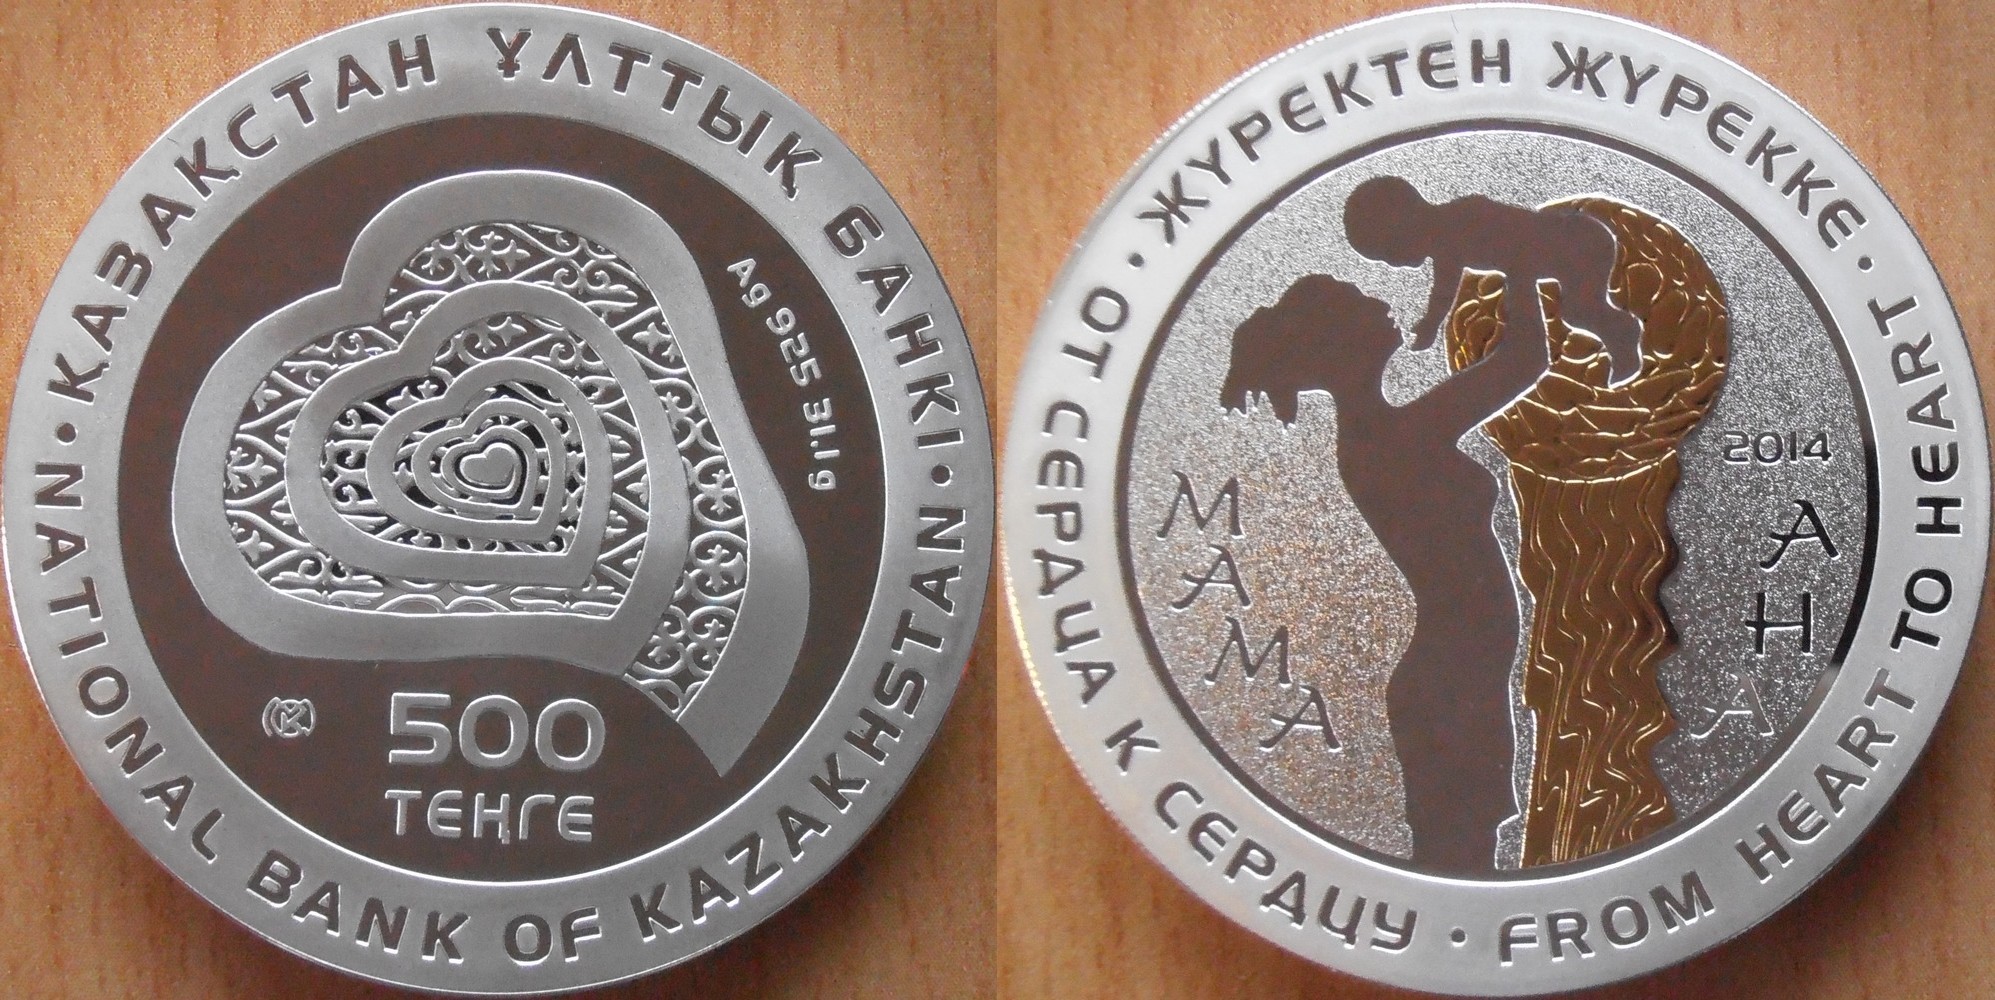 ҚАЗАҚСТАН ҰЛТТЫҚ БАНКІ
• NATIONAL BANK OF KAZAKHSTAN •
Ag 925 31.1g
500
ТЕҢГЕ
• ЖҮРЕКТЕН ЖҮРЕККЕ •
ОТ СЕРДЦА К СЕРДЦУ • FROM HEART TO HEART
2014
МАМА
АНА